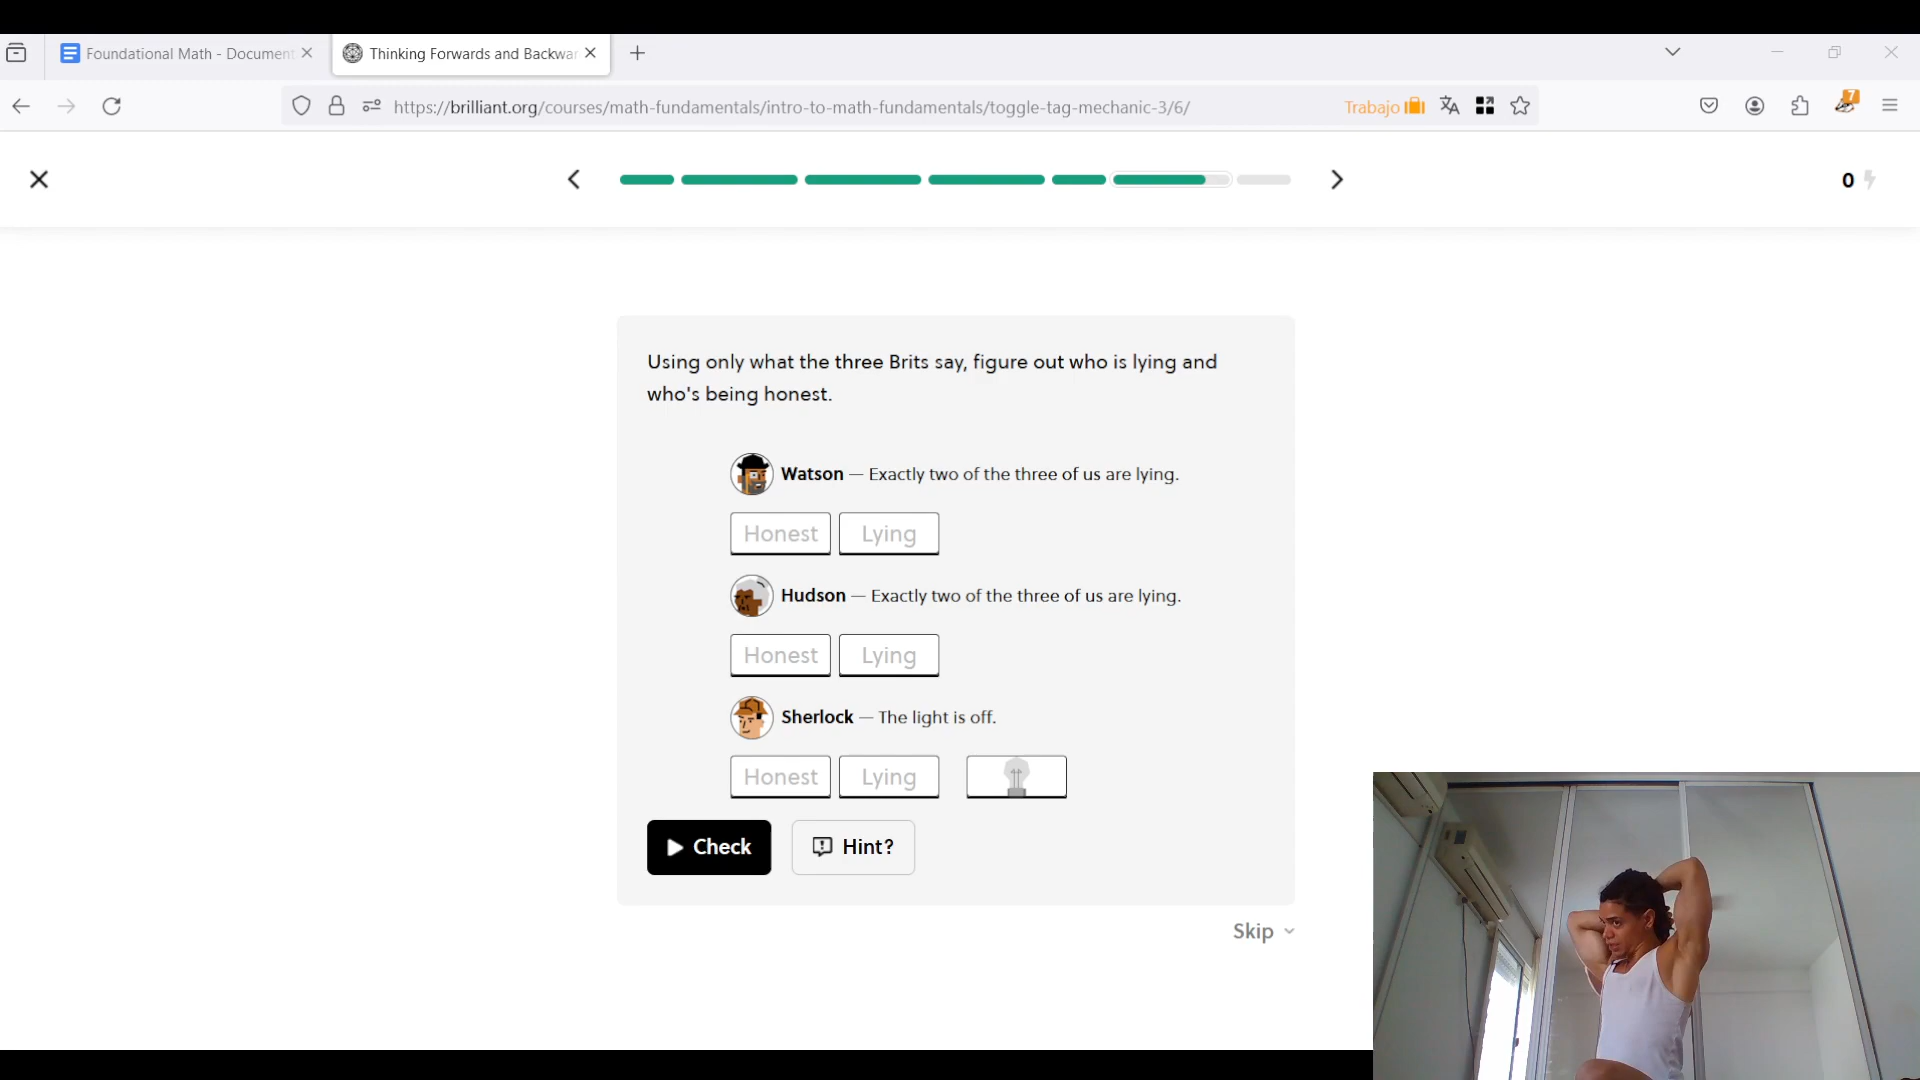 Foundational Math - Document
Thinking Forwards and Backwar
https://brilliant.org/courses/math-fundamentals/intro-to-math-fundamentals/toggle-tag-mechanic-3/6/
Trabajo
7
0
Using only what the three Brits say, figure out who is lying and
who's being honest.
Watson — Exactly two of the three of us are lying.
Honest Lying
Hudson — Exactly two of the three of us are lying.
Honest Lying
Sherlock — The light is off.
Honest Lying
Check Hint?
Skip